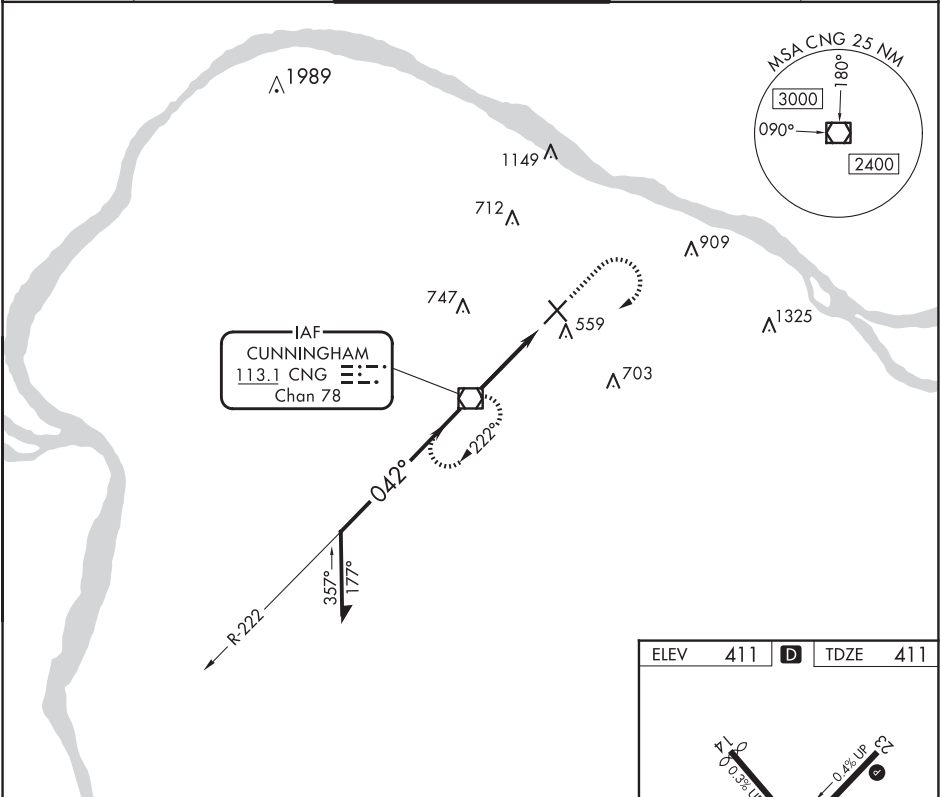 MSA CNG 25 NM
1989
180°
3000
090°
1149
2400
712
909
747
1325
559
IAF
CUNNINGHAM
113.1 CNG
Chan 78
703
222°
042°
357°
177°
R-222
ELEV 411 D TDZE 411
14
23
0.3% UP
0.4% UP
P